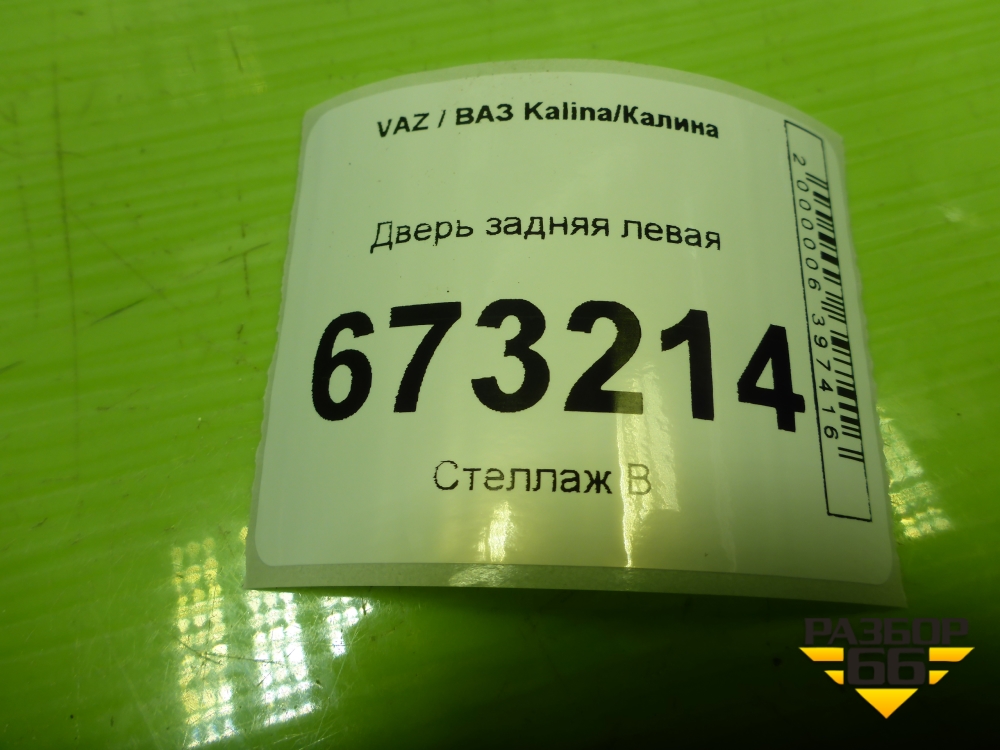 VAZ / ВАЗ Kalina/Калина
Дверь задняя левая
673214
Стеллаж В
2000006397416
РАЗБОР
66